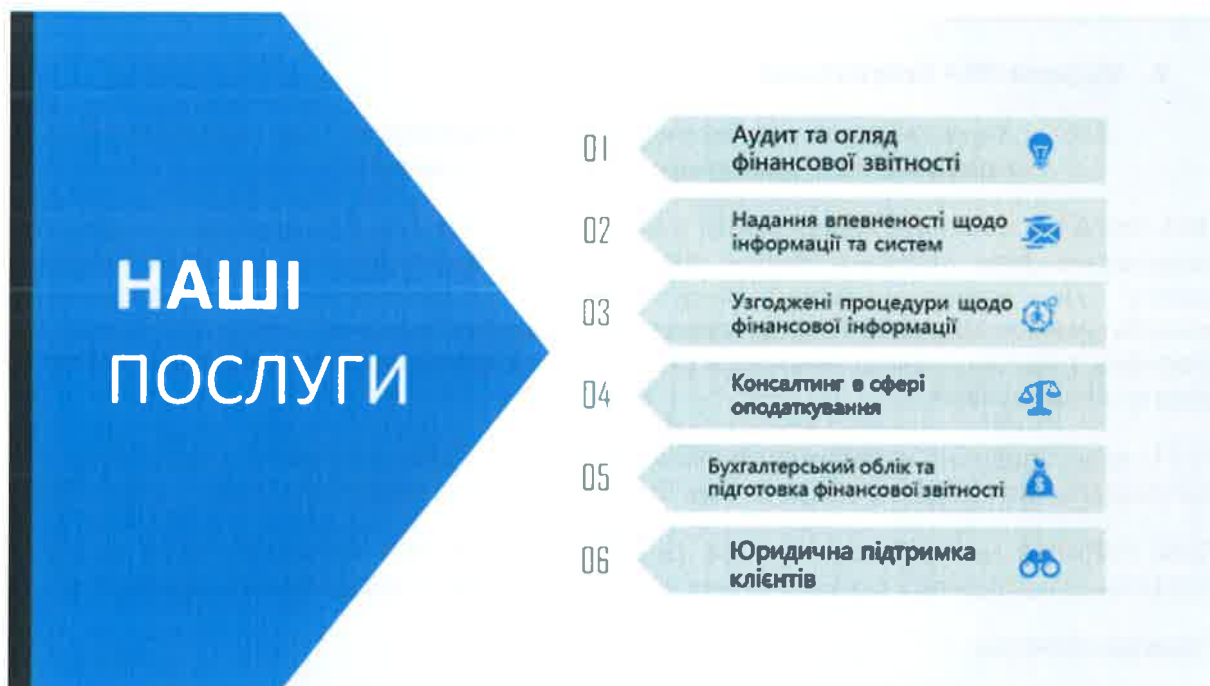 НАШІ
ПОСЛУГИ
01
Аудит та огляд
фінансової звітності
02
Надання впевненості щодо
інформації та систем
03
Узгоджені процедури щодо
фінансової інформації
04
Консалтинг в сфері
оподаткування
05
Бухгалтерський облік та
підготовка фінансової звітності
$
06
Юридична підтримка
клієнтів